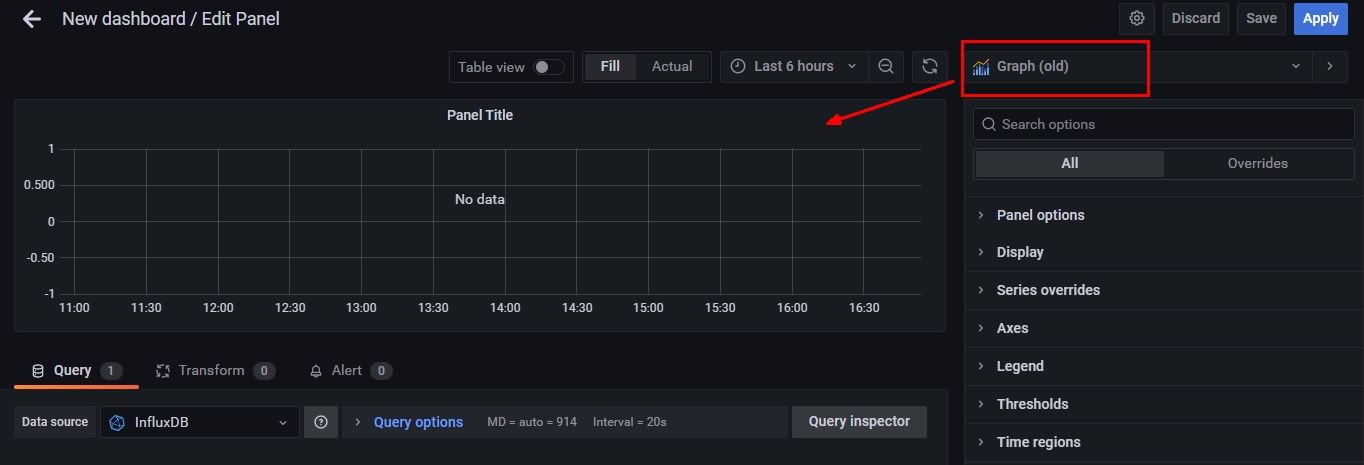 New dashboard / Edit Panel
Discard
Save
Apply
Table view
Fill
Actual
Last 6 hours
Graph (old)
Panel Title
1
0.500
0
-0.50
-1
No data
11:00 11:30 12:00 12:30 13:00 13:30 14:00 14:30 15:00 15:30 16:00 16:30
Search options
All
Overrides
Panel options
Display
Series overrides
Axes
Legend
Thresholds
Time regions
Query 1
Transform 0
Alert 0
Data source
InfluxDB
Query options
MD = auto = 914
Interval = 20s
Query inspector